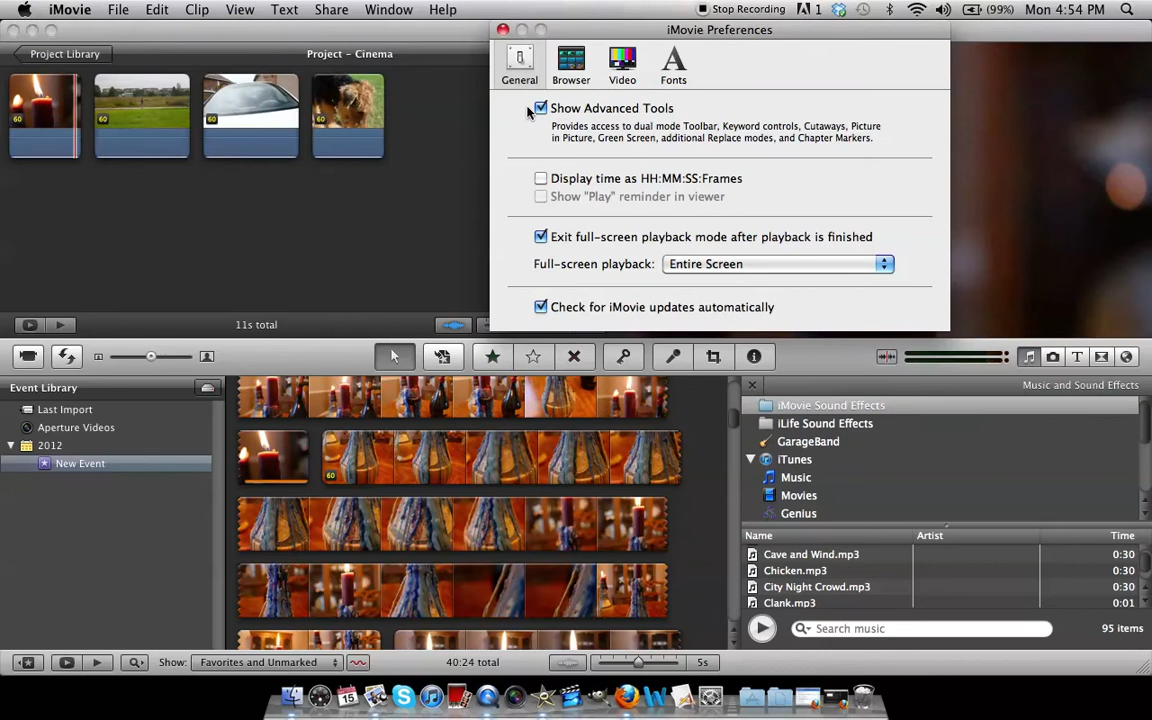 iMovie File Edit Clip View Text Share Window Help Stop Recording 1 (99%) Mon 4:54 PM
iMovie Preferences
Project Library Project - Cinema
General Browser Video Fonts
60 60 60 60
Show Advanced Tools
Provides access to dual mode Toolbar, Keyword controls, Cutaways, Picture
in Picture, Green Screen, additional Replace modes, and Chapter Markers.
Display time as HH:MM:SS:Frames
Show "Play" reminder in viewer
Exit full-screen playback mode after playback is finished
Full-screen playback: Entire Screen
Check for iMovie updates automatically
11s total
Event Library
Last Import
Aperture Videos
2012
New Event
60
Music and Sound Effects
iMovie Sound Effects
iLife Sound Effects
GarageBand
iTunes
Music
Movies
Genius
Name Artist Time
Cave and Wind.mp3 0:30
Chicken.mp3 0:30
City Night Crowd.mp3 0:30
Clank.mp3 0:01
Search music 95 items
Show: Favorites and Unmarked 40:24 total 5s
15